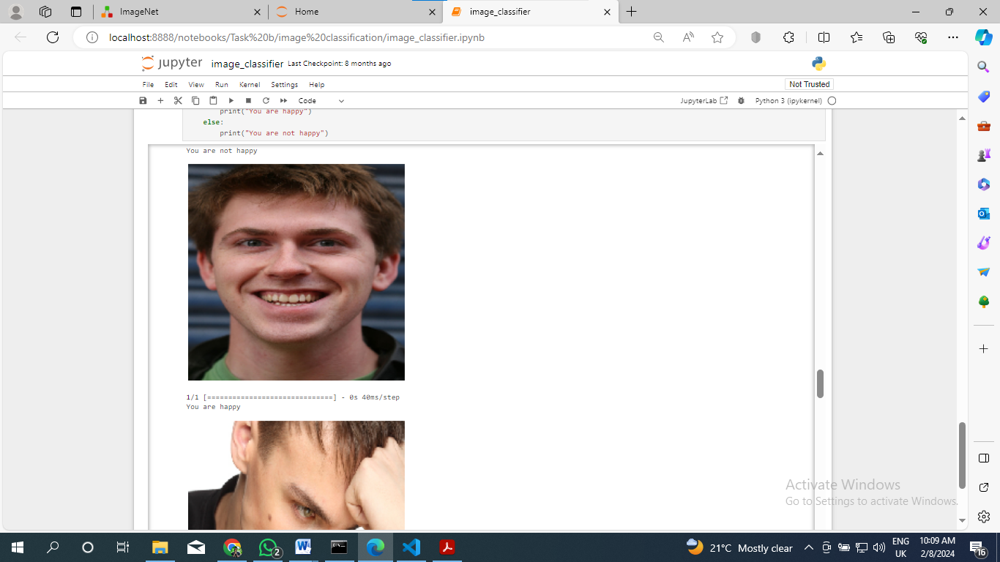 ImageNet
Home
image_classifier
localhost:8888/notebooks/Task%20b/image%20classification/image_classifier.ipynb
jupyter image_classifier Last Checkpoint: 8 months ago
File Edit View Run Kernel Settings Help
Not Trusted
Code
JupyterLab
Python 3 (ipykernel)
print("You are happy")
else:
print("You are not happy")
You are not happy
1/1 [==============================] - 0s 40ms/step
You are happy
Activate Windows
Go to Settings to activate Windows.
2
21°C Mostly clear
ENG
UK
10:09 AM
2/8/2024
16